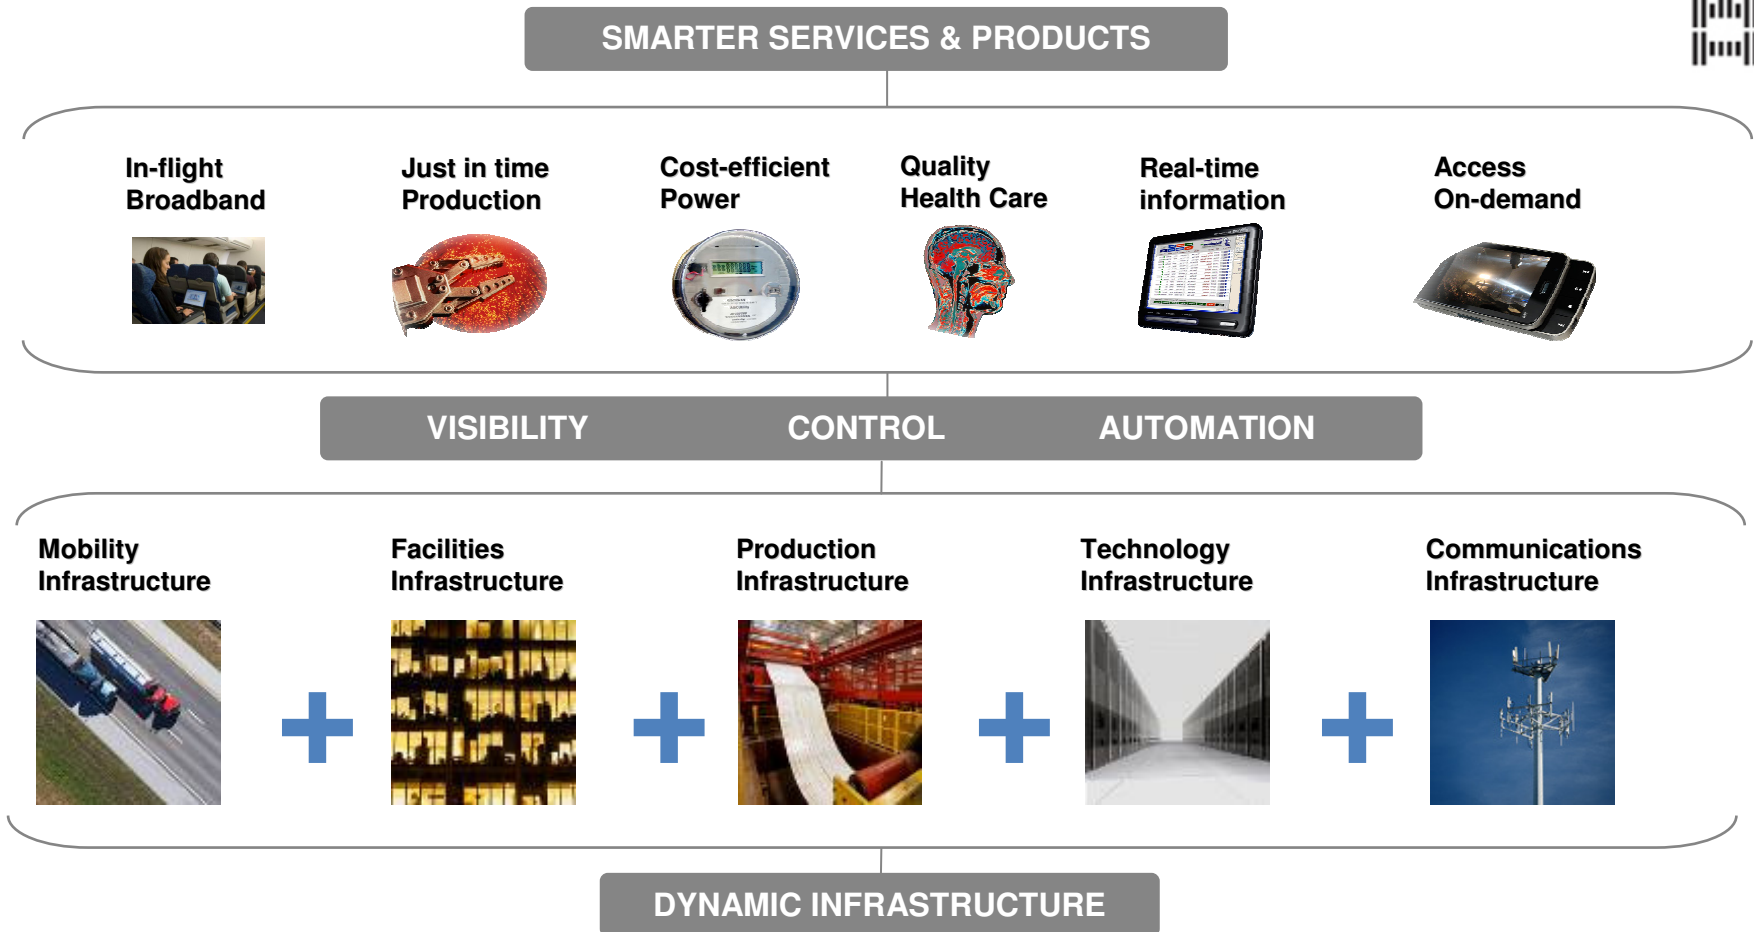 SMARTER SERVICES & PRODUCTS
In-flight
Broadband
Just in time
Production
Cost-efficient
Power
Quality
Health Care
Real-time
information
Access
On-demand
VISIBILITY CONTROL AUTOMATION
Mobility
Infrastructure
Facilities
Infrastructure
Production
Infrastructure
Technology
Infrastructure
Communications
Infrastructure
DYNAMIC INFRASTRUCTURE